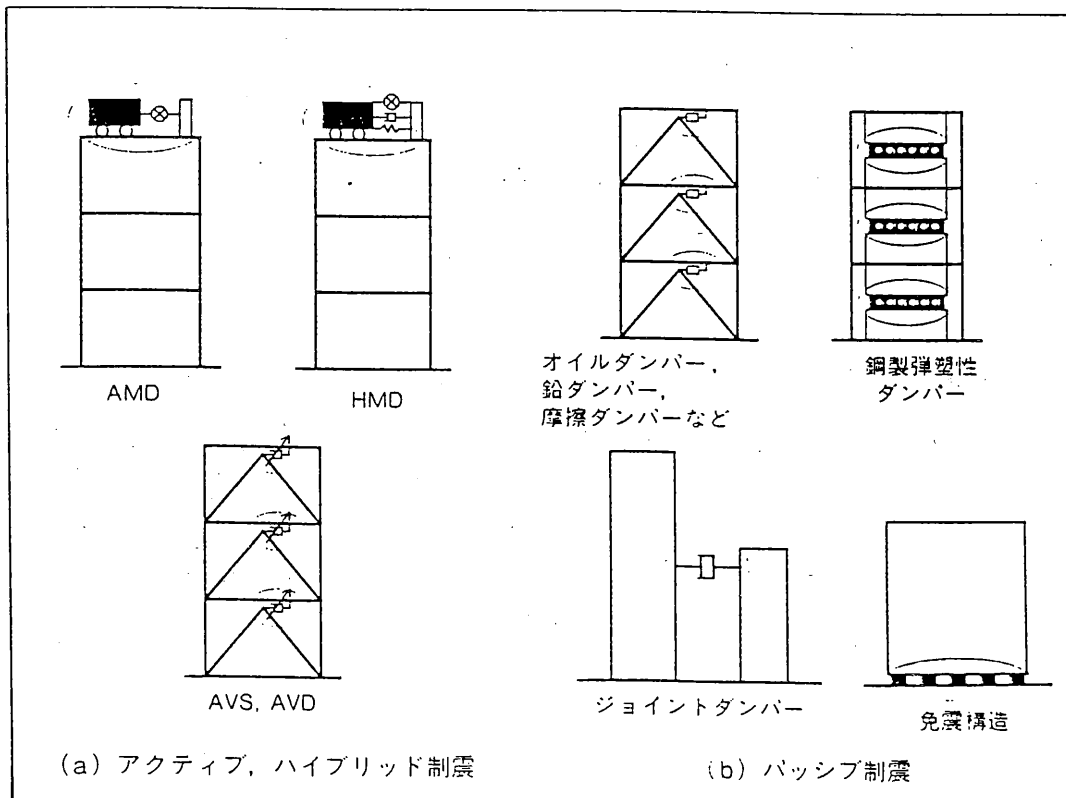 AMD
HMD
オイルダンパー,
鉛ダンパー,
摩擦ダンパーなど
鋼製弾塑性
ダンパー
AVS, AVD
ジョイントダンパー
免震構造
(a) アクティブ, ハイブリッド制震
(b) パッシブ制震